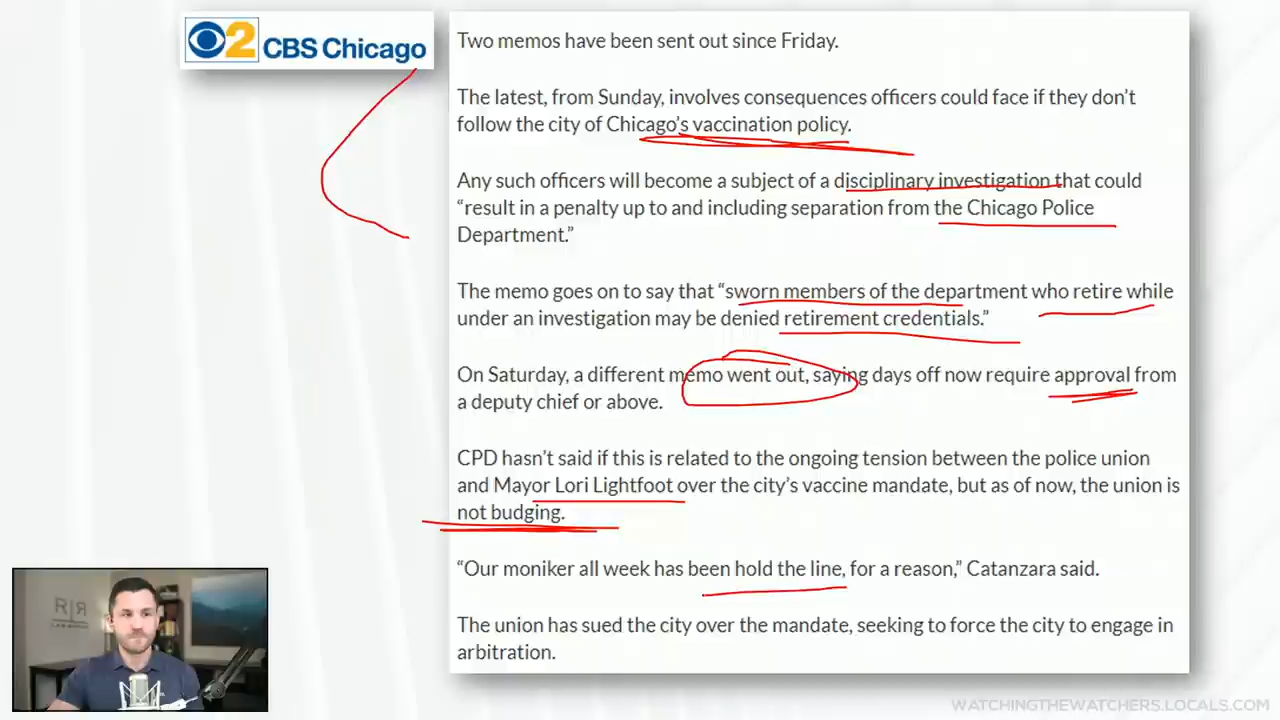 2 CBS Chicago
Two memos have been sent out since Friday.
The latest, from Sunday, involves consequences officers could face if they don't
follow the city of Chicago's vaccination policy.
Any such officers will become a subject of a disciplinary investigation that could
“result in a penalty up to and including separation from the Chicago Police
Department.”
The memo goes on to say that “sworn members of the department who retire while
under an investigation may be denied retirement credentials.”
On Saturday, a different memo went out, saying days off now require approval from
a deputy chief or above.
CPD hasn't said if this is related to the ongoing tension between the police union
and Mayor Lori Lightfoot over the city's vaccine mandate, but as of now, the union is
not budging.
“Our moniker all week has been hold the line, for a reason,” Catanzara said.
The union has sued the city over the mandate, seeking to force the city to engage in
arbitration.
R R
WATCHINGTHEWATCHERS.LOCALS.COM